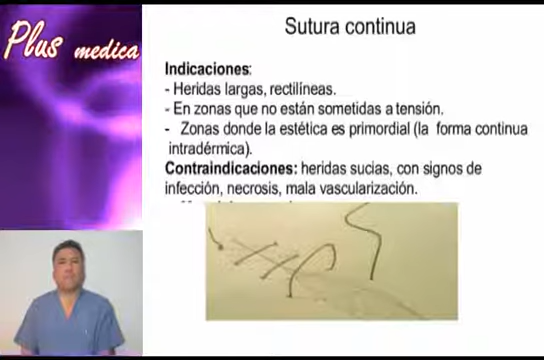 Plus medica
Sutura continua
Indicaciones:
- Heridas largas, rectilíneas.
- En zonas que no están sometidas a tensión.
- Zonas donde la estética es primordial (la forma continua
intradérmica).
Contraindicaciones: heridas sucias, con signos de
infección, necrosis, mala vascularización.